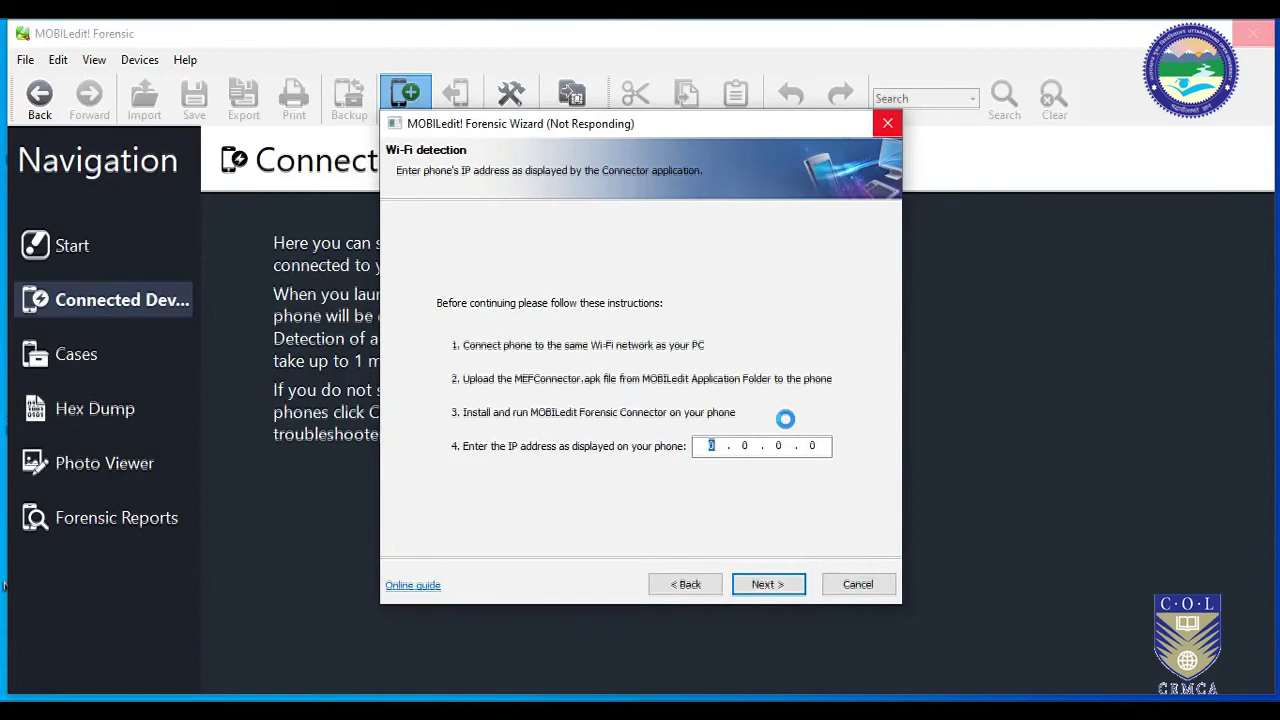 MOBILedit! Forensic
File Edit View Devices Help
Back Forward Import Save Export Print Backup Search Search Clear
MOBILedit! Forensic Wizard (Not Responding)
Wi-Fi detection
Enter phone's IP address as displayed by the Connector application.
Navigation
Connect
Start
Connected Dev...
Cases
Hex Dump
Photo Viewer
Forensic Reports
Here you can s
connected to y
When you laun
phone will be
Detection of a
take up to 1 m
If you do not s
phones click C
troubleshoote
Before continuing please follow these instructions:
1. Connect phone to the same Wi-Fi network as your PC
2. Upload the MEFConnector.apk file from MOBILedit Application Folder to the phone
3. Install and run MOBILedit Forensic Connector on your phone
4. Enter the IP address as displayed on your phone: 0 . 0 . 0 . 0
Online guide
< Back Next > Cancel
C·O·L
CEMCA